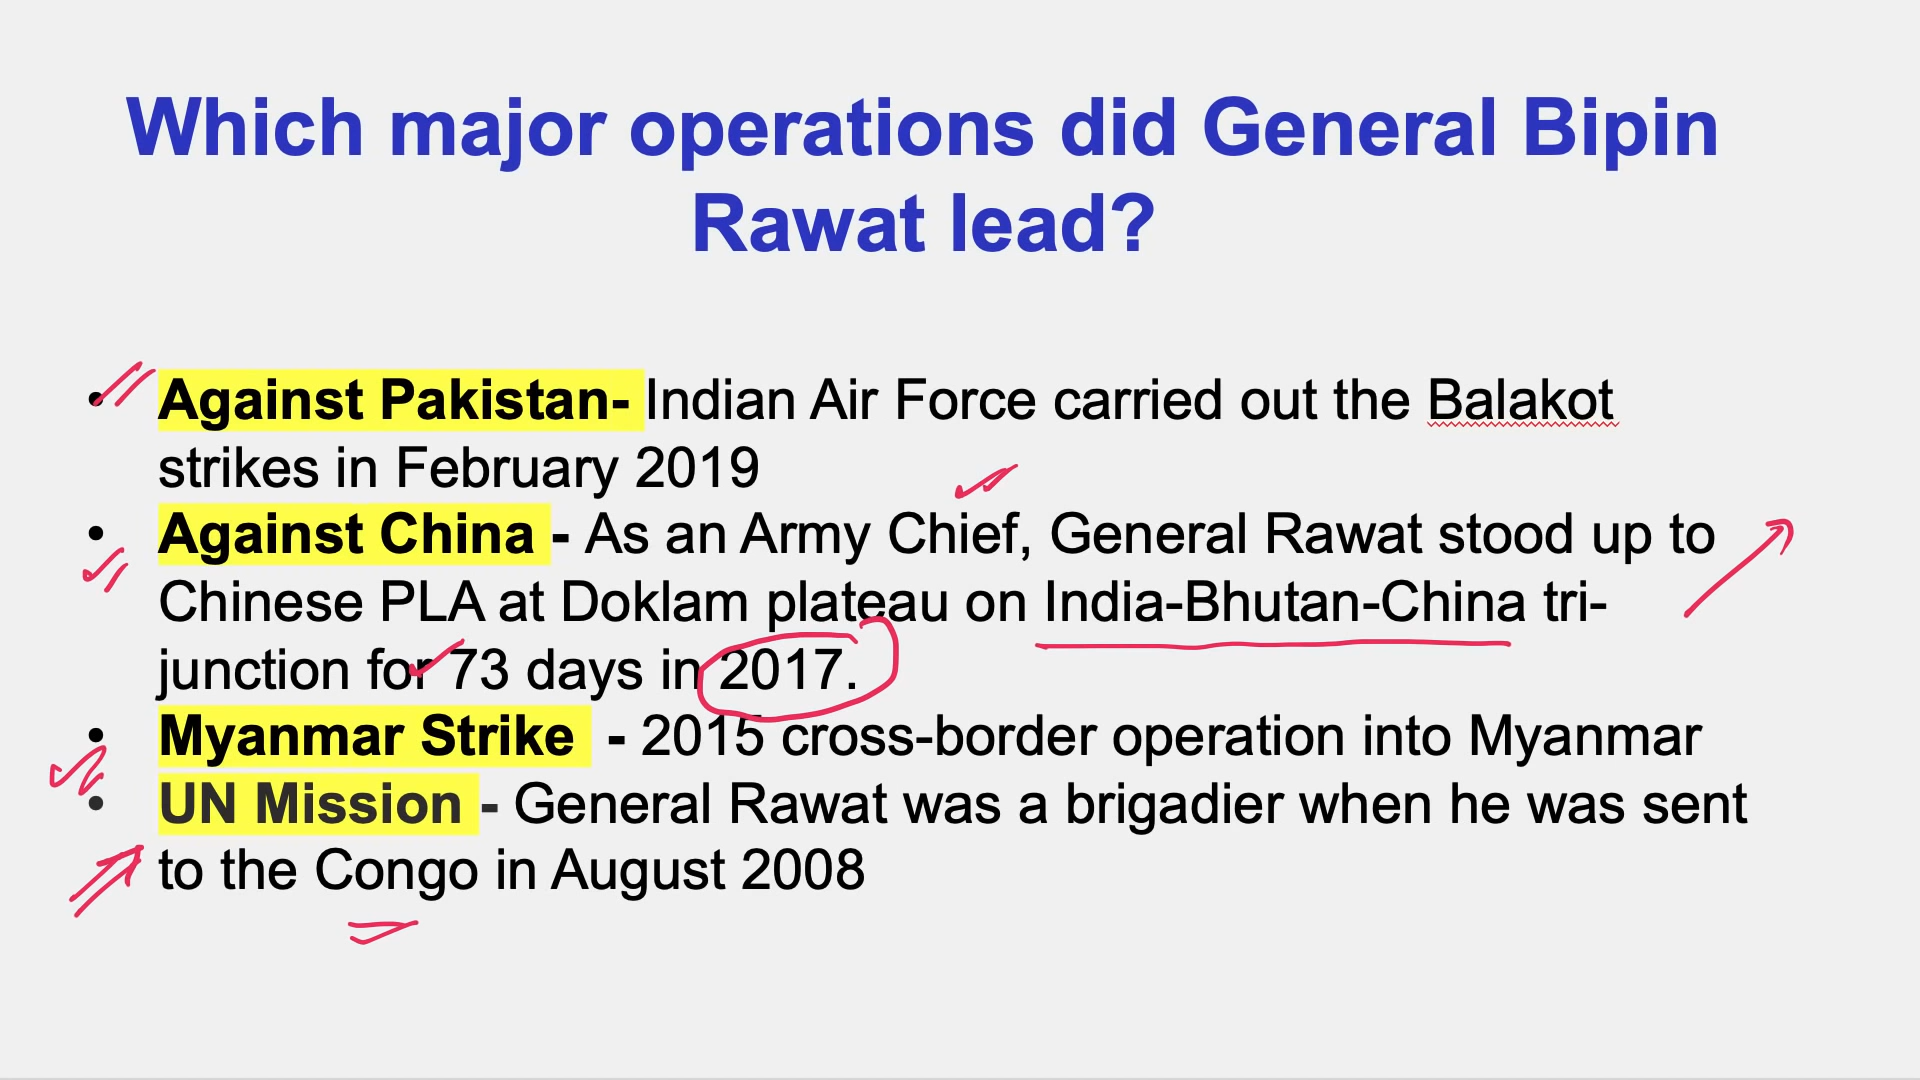 Which major operations did General Bipin
Rawat lead?
• Against Pakistan- Indian Air Force carried out the Balakot
strikes in February 2019
• Against China - As an Army Chief, General Rawat stood up to
Chinese PLA at Doklam plateau on India-Bhutan-China tri-
junction for 73 days in 2017.
• Myanmar Strike - 2015 cross-border operation into Myanmar
• UN Mission - General Rawat was a brigadier when he was sent
to the Congo in August 2008